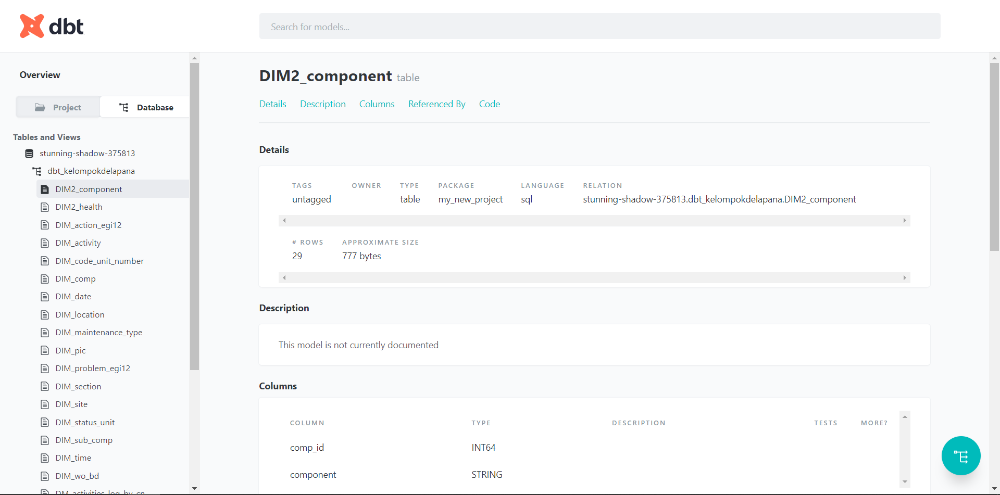 dbt
Search for models...
Overview
Project
Database
Tables and Views
stunning-shadow-375813
dbt_kelompokdelapana
DIM2_component
DIM2_health
DIM_action_egi12
DIM_activity
DIM_code_unit_number
DIM_comp
DIM_date
DIM_location
DIM_maintenance_type
DIM_pic
DIM_problem_egi12
DIM_section
DIM_site
DIM_status_unit
DIM_sub_comp
DIM_time
DIM_wo_bd
DM_activities_log_by_cn
DIM2_component table
Details Description Columns Referenced By Code
Details
TAGS OWNER TYPE PACKAGE LANGUAGE RELATION
untagged table my_new_project sql stunning-shadow-375813.dbt_kelompokdelapana.DIM2_component
# ROWS APPROXIMATE SIZE
29 777 bytes
Description
This model is not currently documented
Columns
COLUMN TYPE DESCRIPTION TESTS MORE?
comp_id INT64
component STRING